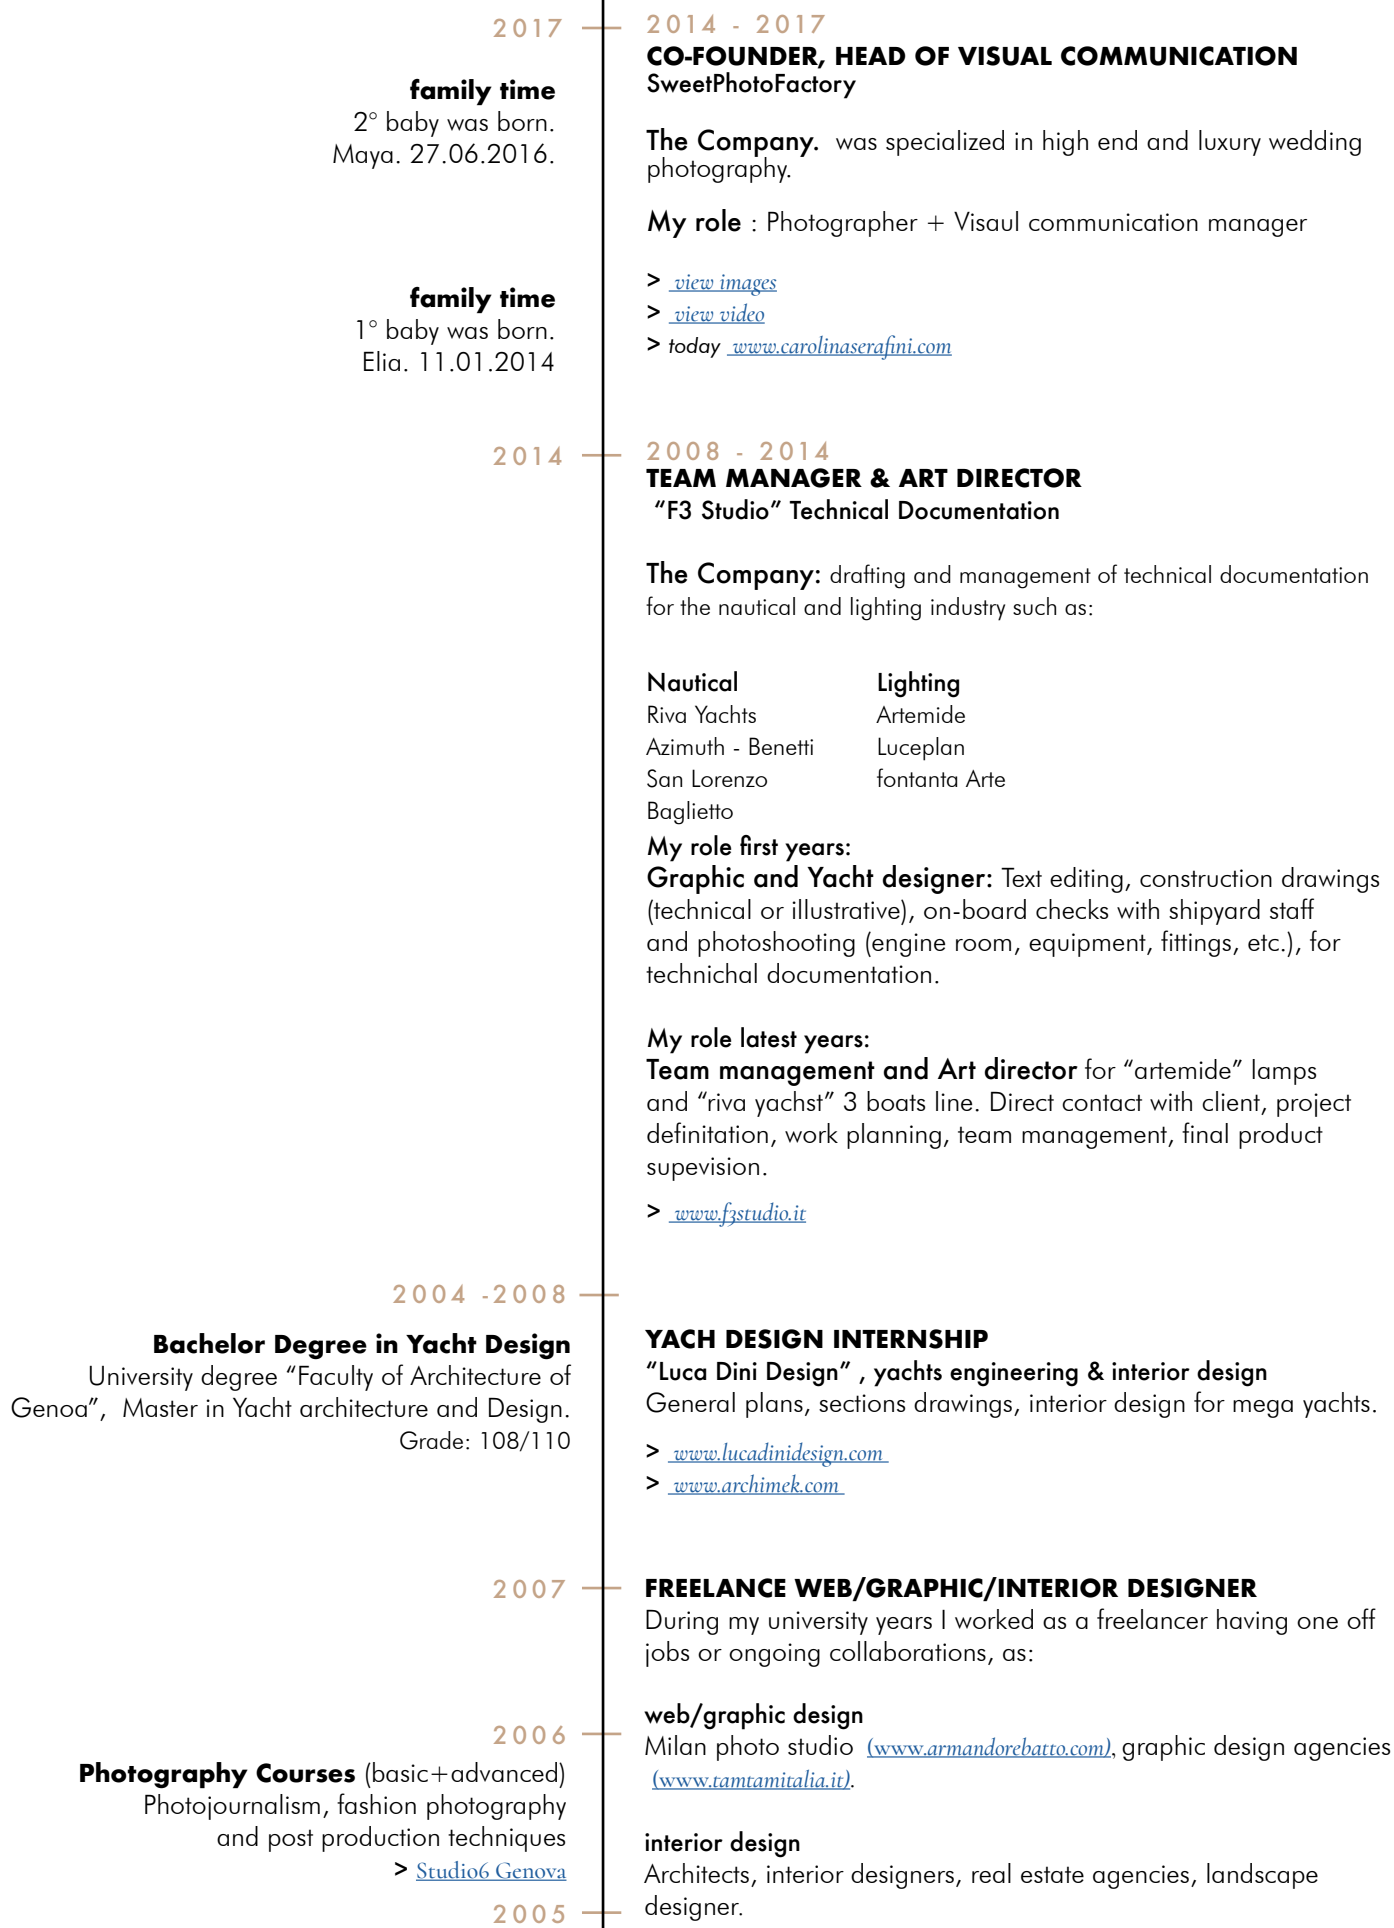 2017
family time
2° baby was born.
Maya. 27.06.2016.
family time
1° baby was born.
Elia. 11.01.2014
2014 - 2017
CO-FOUNDER, HEAD OF VISUAL COMMUNICATION
SweetPhotoFactory
The Company. was specialized in high end and luxury wedding
photography.
My role : Photographer + Visaul communication manager
> view images
> view video
> today www.carolinaserafini.com
2014
2008 - 2014
TEAM MANAGER & ART DIRECTOR
“F3 Studio” Technical Documentation
The Company: drafting and management of technical documentation
for the nautical and lighting industry such as:
Nautical
Riva Yachts
Azimuth - Benetti
San Lorenzo
Baglietto
Lighting
Artemide
Luceplan
fontanta Arte
My role first years:
Graphic and Yacht designer: Text editing, construction drawings
(technical or illustrative), on-board checks with shipyard staff
and photoshooting (engine room, equipment, fittings, etc.), for
technichal documentation.
My role latest years:
Team management and Art director for “artemide” lamps
and “riva yachst” 3 boats line. Direct contact with client, project
definitation, work planning, team management, final product
supevision.
> www.f3studio.it
2004 -2008
Bachelor Degree in Yacht Design
University degree “Faculty of Architecture of
Genoa”, Master in Yacht architecture and Design.
Grade: 108/110
YACH DESIGN INTERNSHIP
“Luca Dini Design” , yachts engineering & interior design
General plans, sections drawings, interior design for mega yachts.
> www.lucadinidesign.com
> www.archimek.com
2007
FREELANCE WEB/GRAPHIC/INTERIOR DESIGNER
During my university years I worked as a freelancer having one off
jobs or ongoing collaborations, as:
web/graphic design
Milan photo studio (www.armandorebatto.com), graphic design agencies
(www.tamtamitalia.it).
2006
Photography Courses (basic+advanced)
Photojournalism, fashion photography
and post production techniques
> Studio6 Genova
interior design
Architects, interior designers, real estate agencies, landscape
designer.
2005